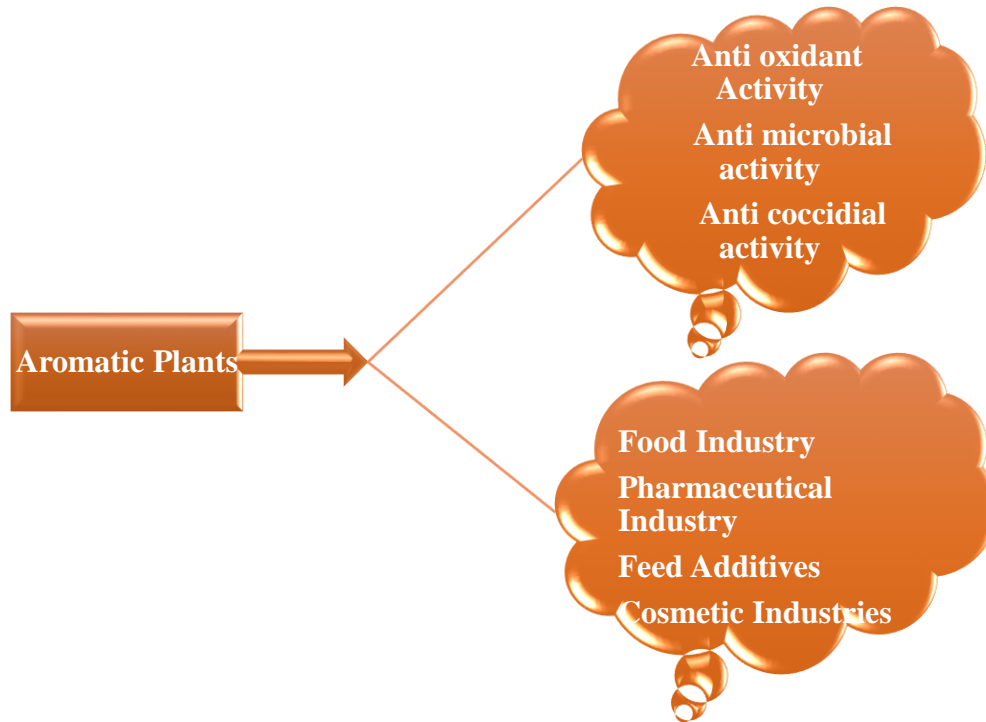 Anti oxidant
Activity
Anti microbial
activity
Anti coccidial
activity
Aromatic Plants
Food Industry
Pharmaceutical
Industry
Feed Additives
Cosmetic Industries